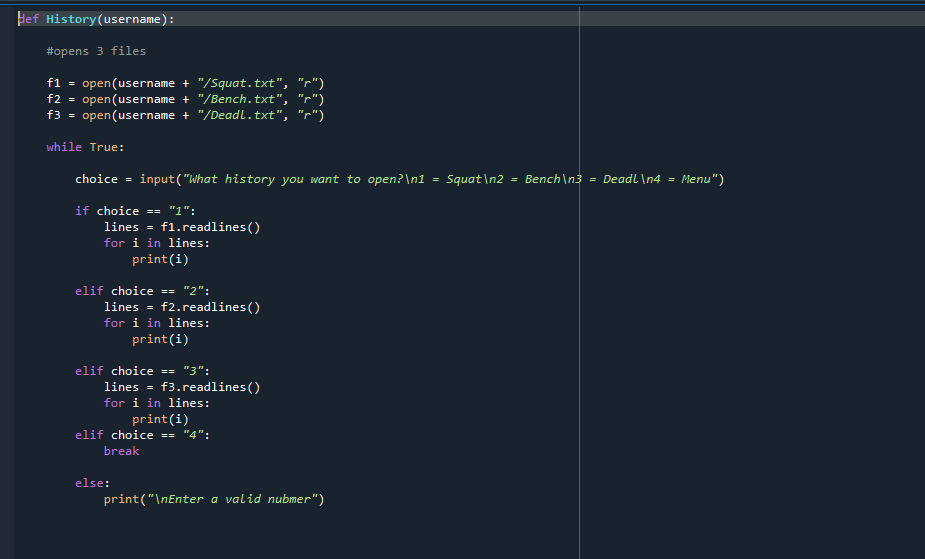 def History(username):
#opens 3 files
f1 = open(username + "/Squat.txt", "r")
f2 = open(username + "/Bench.txt", "r")
f3 = open(username + "/Deadl.txt", "r")
while True:
choice = input("What history you want to open?\n1 = Squat\n2 = Bench\n3 = Deadl\n4 = Menu")
if choice == "1":
lines = f1.readlines()
for i in lines:
print(i)
elif choice == "2":
lines = f2.readlines()
for i in lines:
print(i)
elif choice == "3":
lines = f3.readlines()
for i in lines:
print(i)
elif choice == "4":
break
else:
print("\nEnter a valid nubmer")